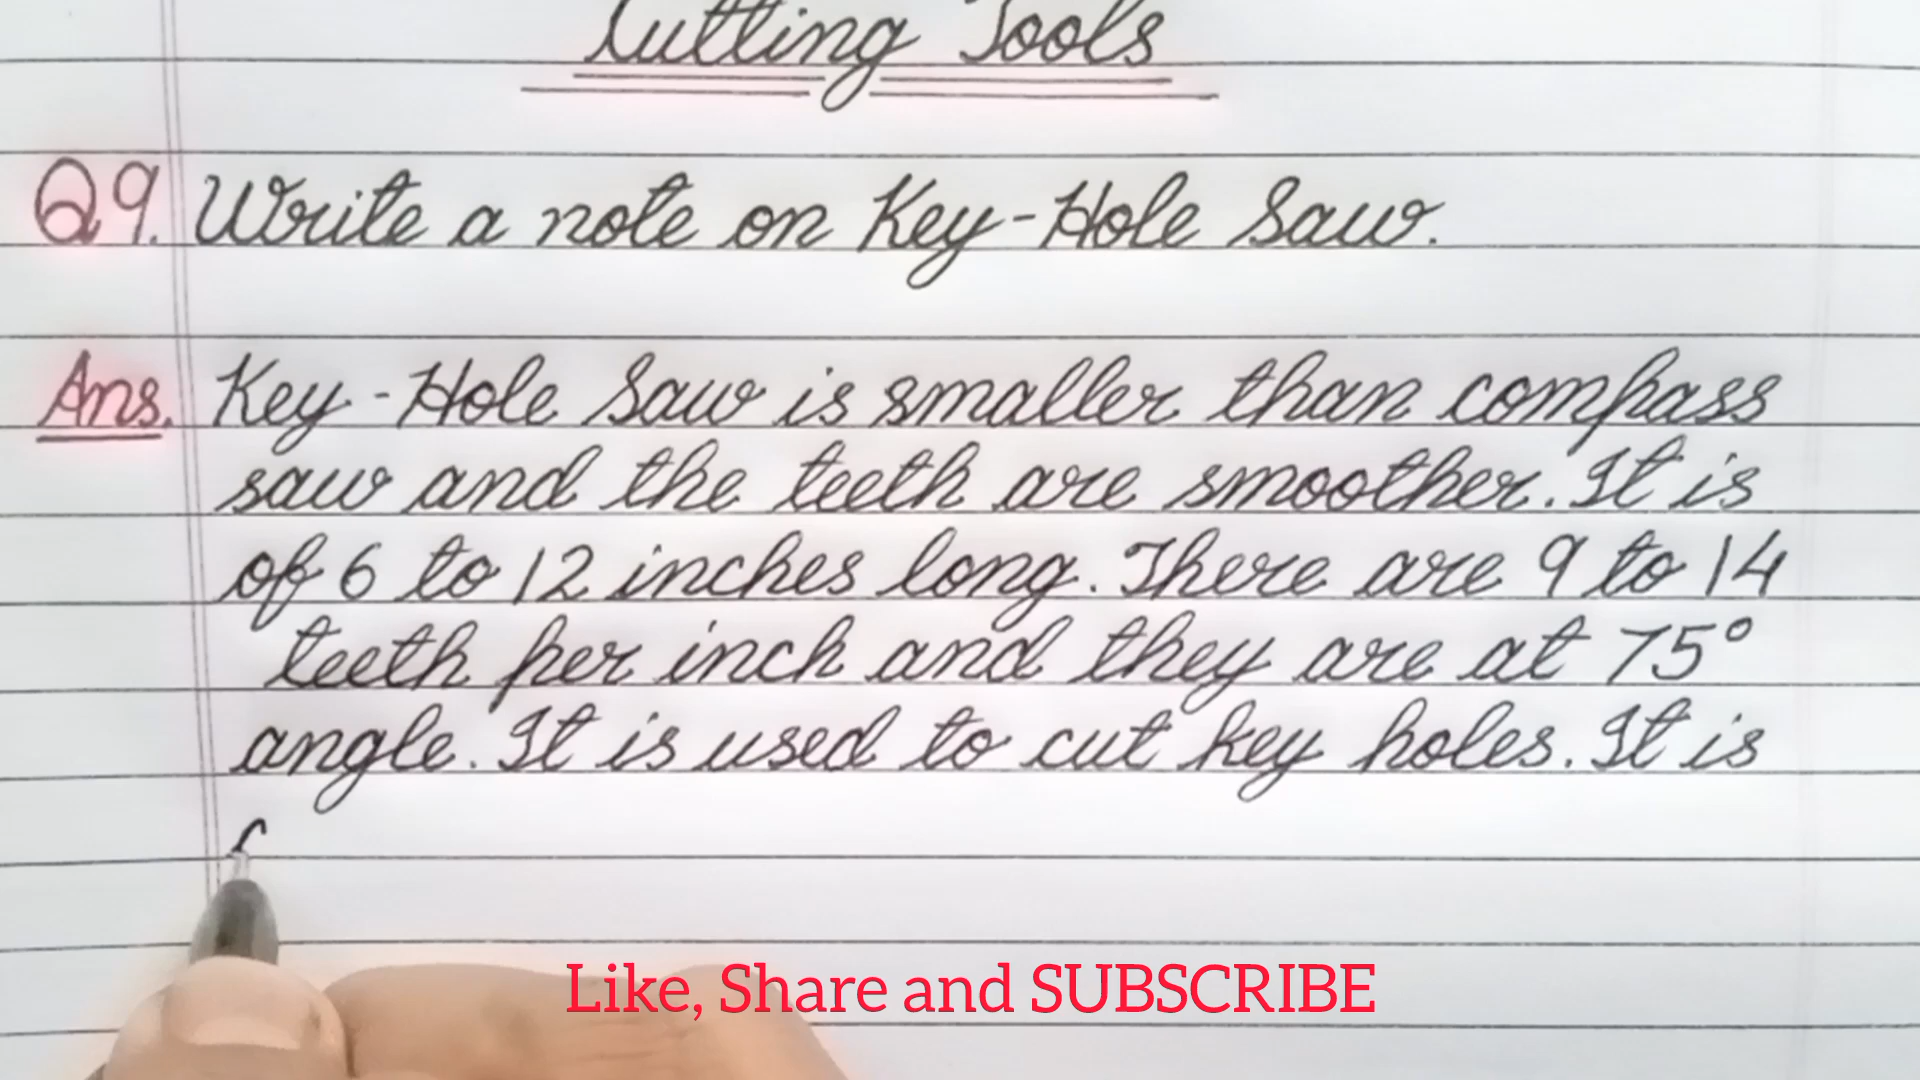 Cutting Tools
Q9. Write a note on Key-Hole Saw.
Ans. Key-Hole Saw is smaller than compass
saw and the teeth are smoother. It is
of 6 to 12 inches long. There are 9 to 14
teeth per inch and they are at 75°
angle. It is used to cut key holes. It is
Like, Share and SUBSCRIBE